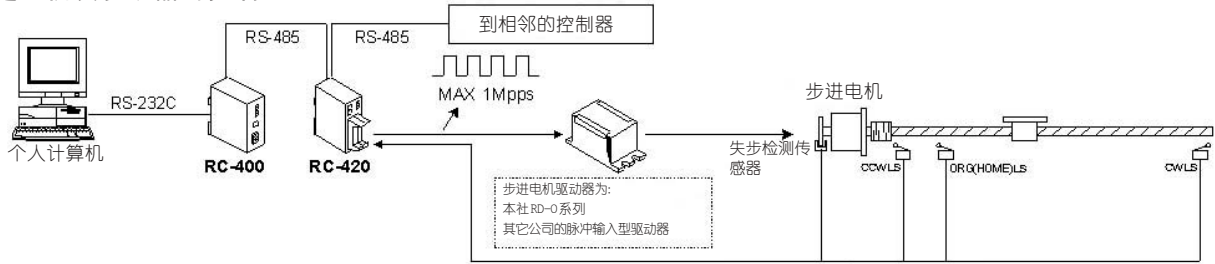 到相邻的控制器
RS-485
RS-485
MAX 1Mpps
RS-232C
个人计算机
RC-400
RC-420
步进电机
失步检测传
感器
CCWLS
ORG(HOME)LS
CWLS
步进电机驱动器为:
本社RD-0系列
其它公司的脉冲输入型驱动器